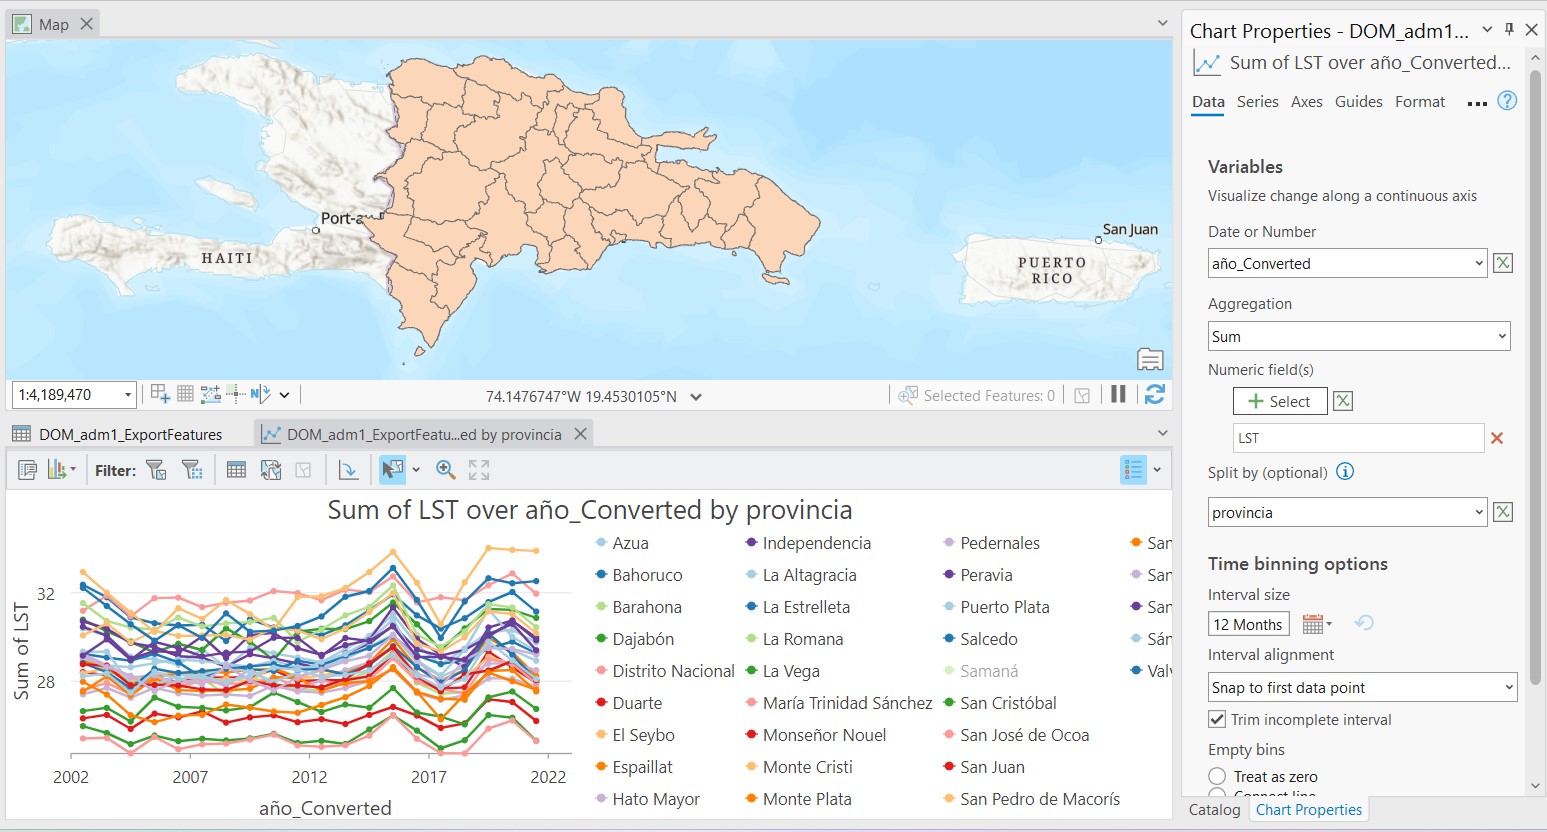 Map
Port-a
HAITI
San Juan
PUERTO
RICO
1:4,189,470
74.1476747°W 19.4530105°N
Selected Features: 0
DOM_adm1_ExportFeatures
DOM_adm1_ExportFeatu...ed by provincia
Filter:
Sum of LST over año_Converted by provincia
Sum of LST
32
28
2002 2007 2012 2017 2022
año_Converted
Azua
Bahoruco
Barahona
Dajabón
Distrito Nacional
Duarte
El Seybo
Espaillat
Hato Mayor
Independencia
La Altagracia
La Estrelleta
La Romana
La Vega
María Trinidad Sánchez
Monseñor Nouel
Monte Cristi
Monte Plata
Pedernales
Peravia
Puerto Plata
Salcedo
Samaná
San Cristóbal
San José de Ocoa
San Juan
San Pedro de Macorís
San
San
San
Sán
Valv
Chart Properties - DOM_adm1...
Sum of LST over año_Converted...
Data Series Axes Guides Format
Variables
Visualize change along a continuous axis
Date or Number
año_Converted
Aggregation
Sum
Numeric field(s)
Select
LST
Split by (optional)
provincia
Time binning options
Interval size
12 Months
Interval alignment
Snap to first data point
Trim incomplete interval
Empty bins
Treat as zero
Connect line
Catalog Chart Properties